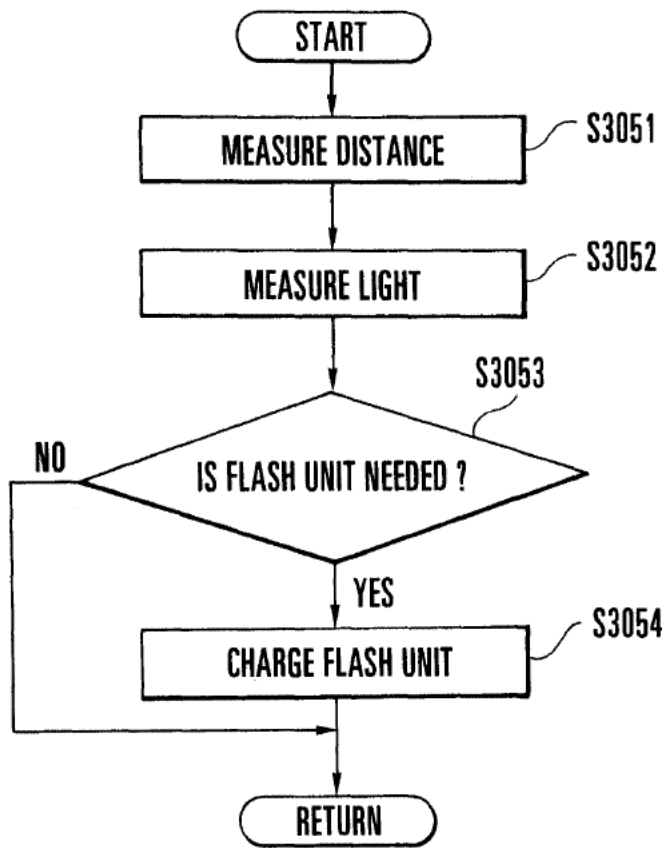 START
MEASURE DISTANCE
S3051
MEASURE LIGHT
S3052
S3053
NO
IS FLASH UNIT NEEDED ?
YES
CHARGE FLASH UNIT
S3054
RETURN